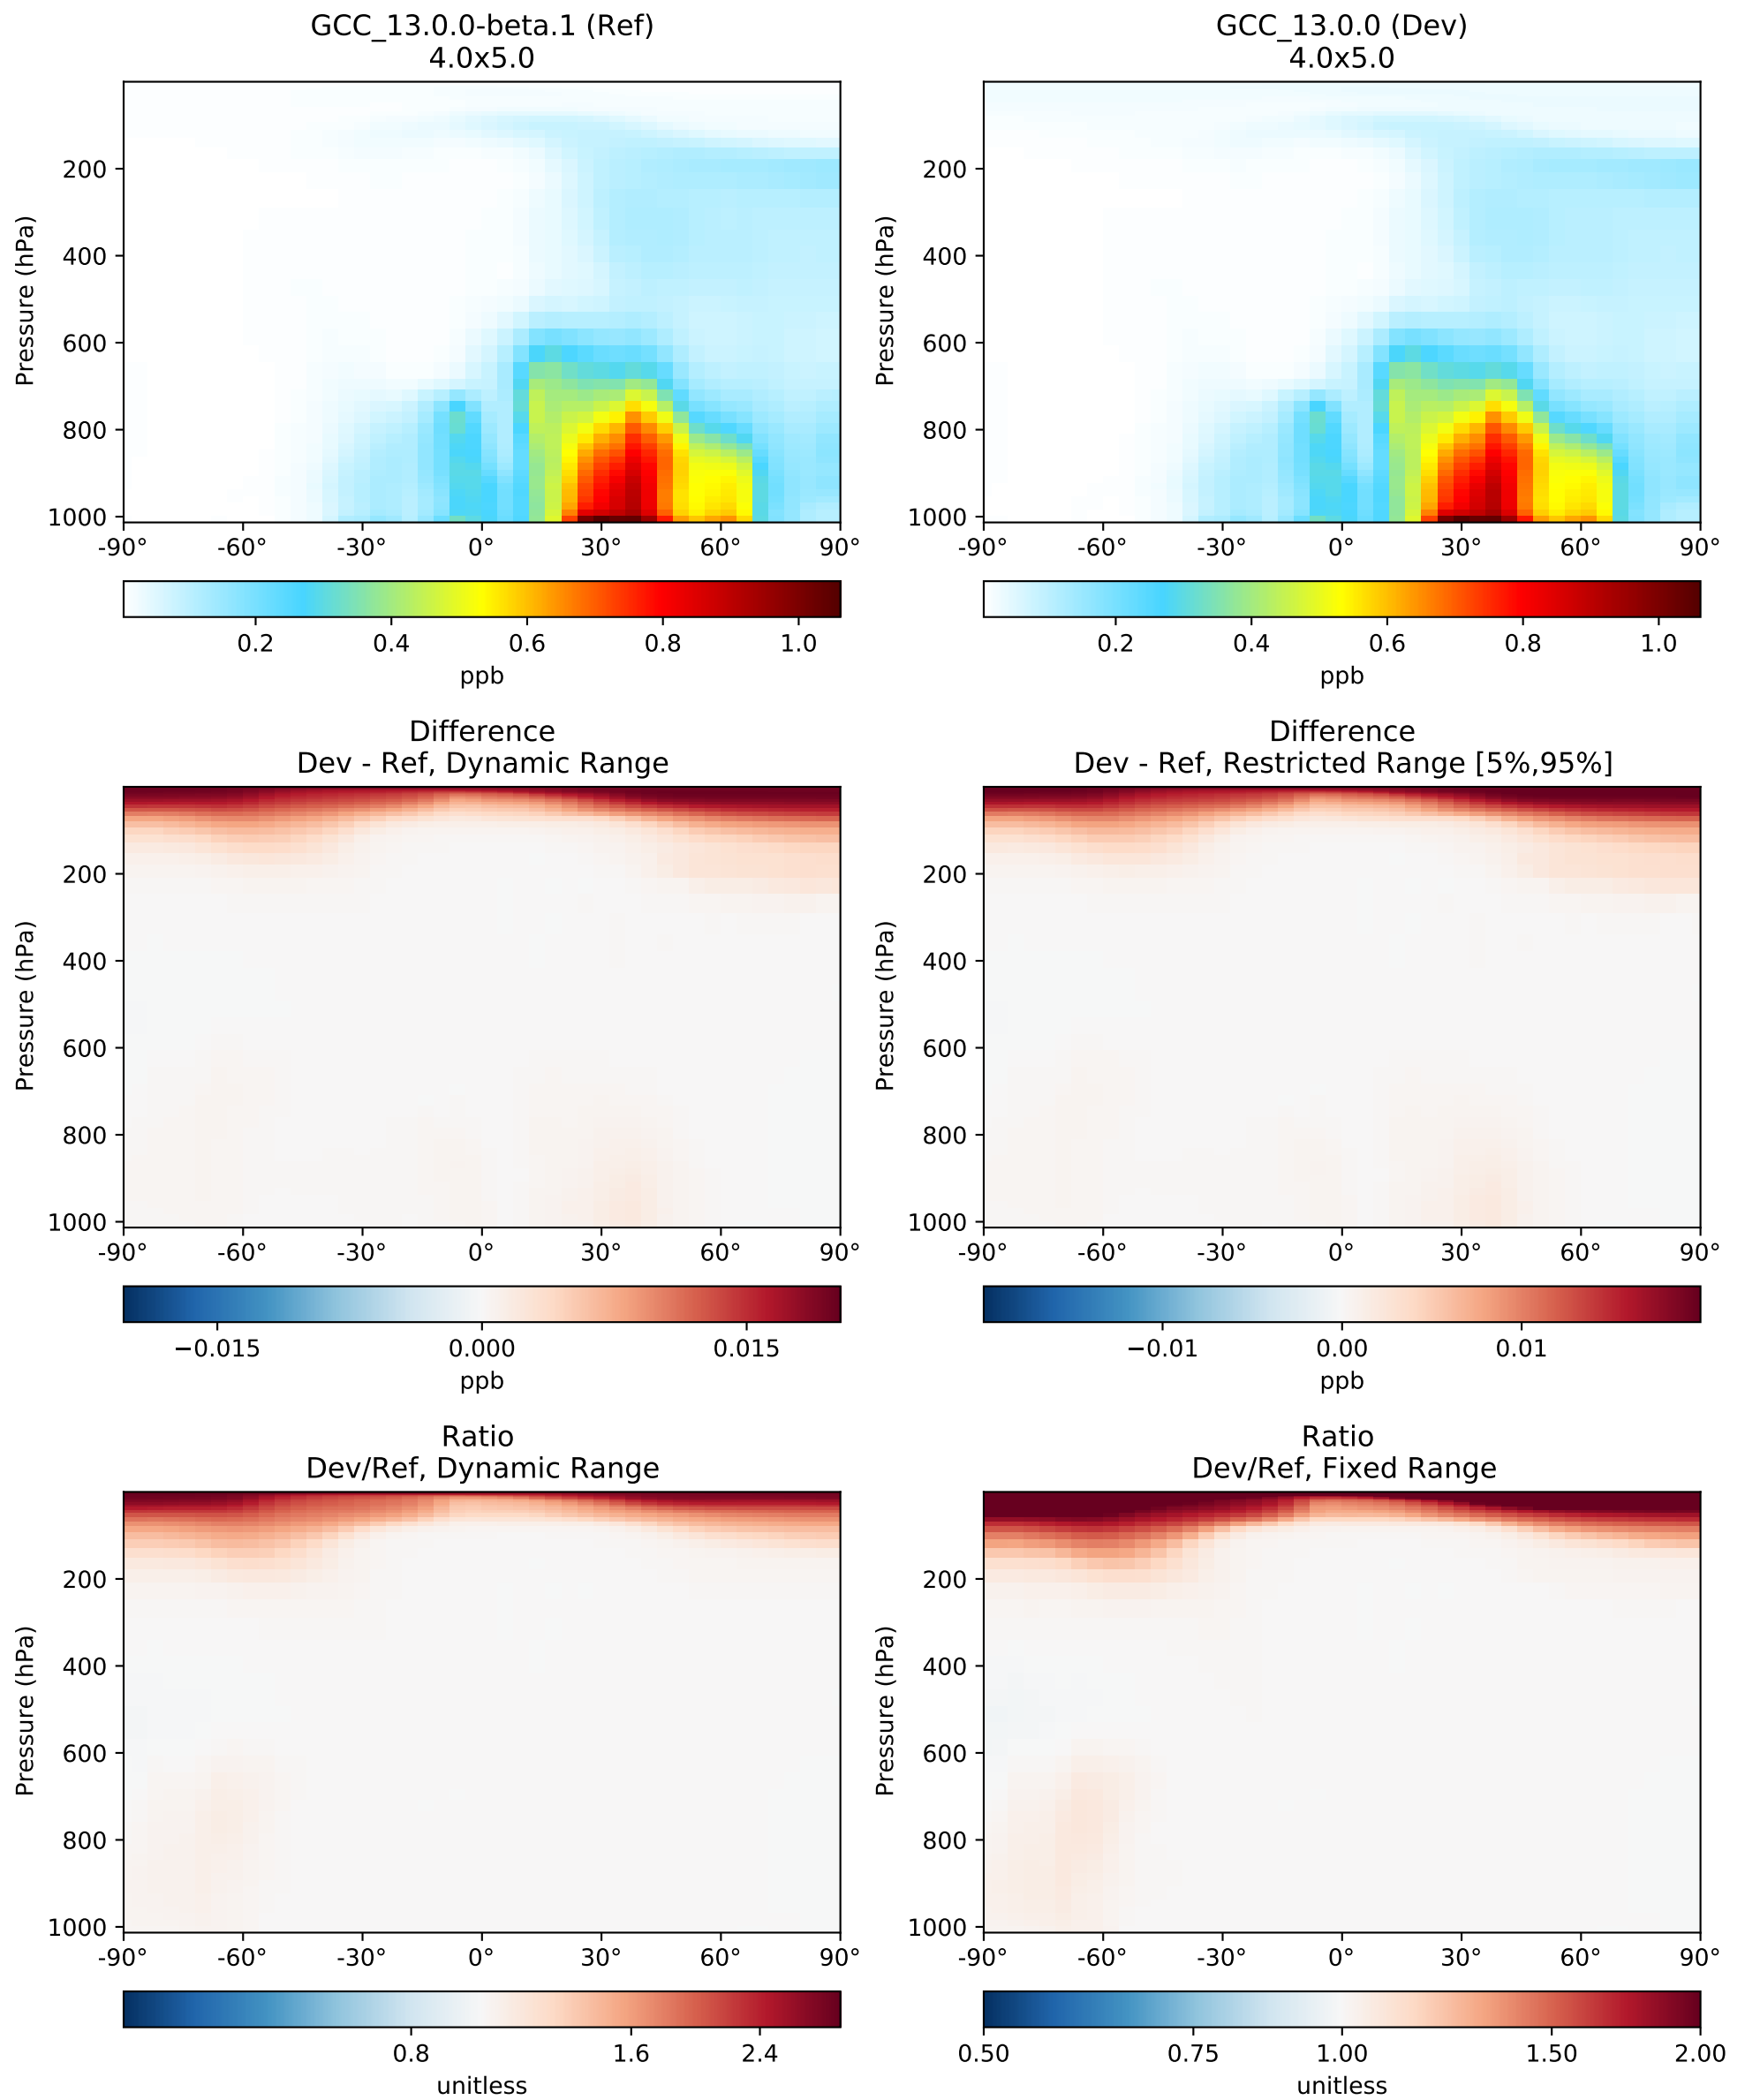 GCC_13.0.0-beta.1 (Ref)
4.0x5.0
Pressure (hPa)
200
400
600
800
1000
-90° -60° -30° 0° 30° 60° 90°
0.2 0.4 0.6 0.8 1.0
ppb
GCC_13.0.0 (Dev)
4.0x5.0
Pressure (hPa)
200
400
600
800
1000
-90° -60° -30° 0° 30° 60° 90°
0.2 0.4 0.6 0.8 1.0
ppb
Difference
Dev - Ref, Dynamic Range
Pressure (hPa)
200
400
600
800
1000
-90° -60° -30° 0° 30° 60° 90°
−0.015 0.000 0.015
ppb
Difference
Dev - Ref, Restricted Range [5%,95%]
Pressure (hPa)
200
400
600
800
1000
-90° -60° -30° 0° 30° 60° 90°
−0.01 0.00 0.01
ppb
Ratio
Dev/Ref, Dynamic Range
Pressure (hPa)
200
400
600
800
1000
-90° -60° -30° 0° 30° 60° 90°
0.8 1.6 2.4
unitless
Ratio
Dev/Ref, Fixed Range
Pressure (hPa)
200
400
600
800
1000
-90° -60° -30° 0° 30° 60° 90°
0.50 0.75 1.00 1.50 2.00
unitless